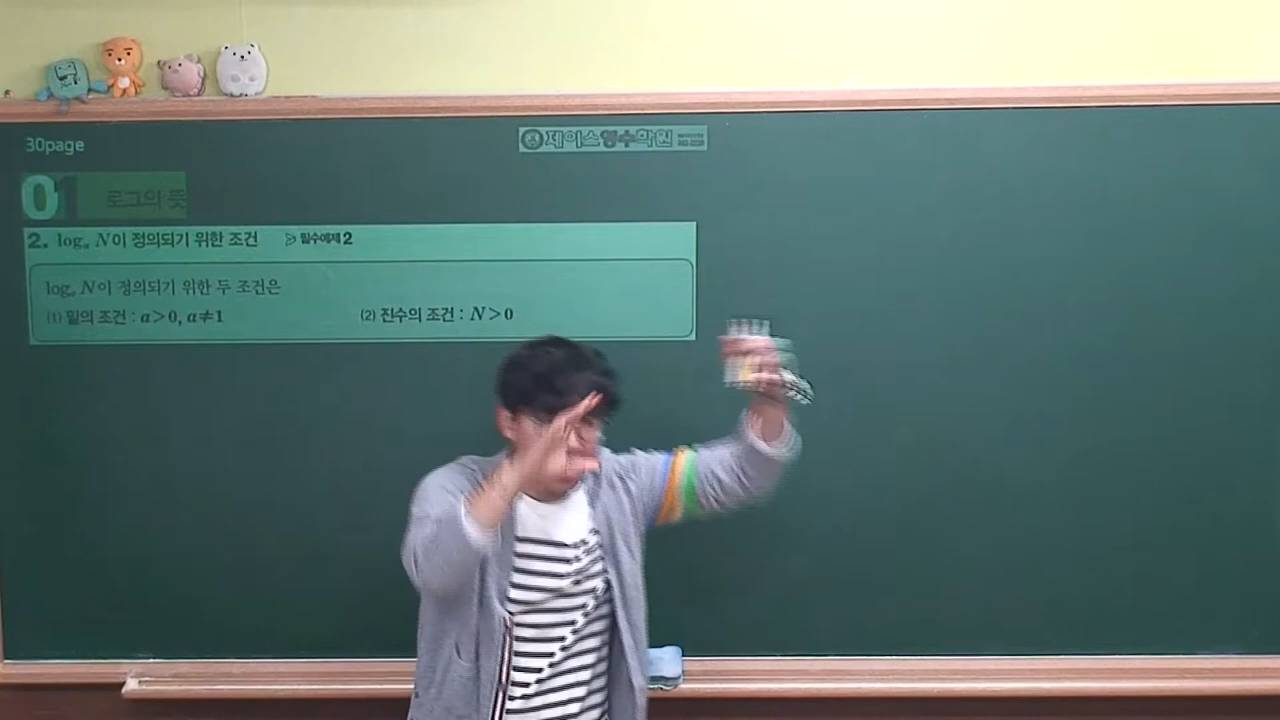 30page
제이스영수학원
01 로그의 뜻
2. logₐ N이 정의되기 위한 조건 ≫ 필수예제 2
logₐ N이 정의되기 위한 두 조건은
(1) 밑의 조건 : a>0, a≠1 (2) 진수의 조건 : N>0